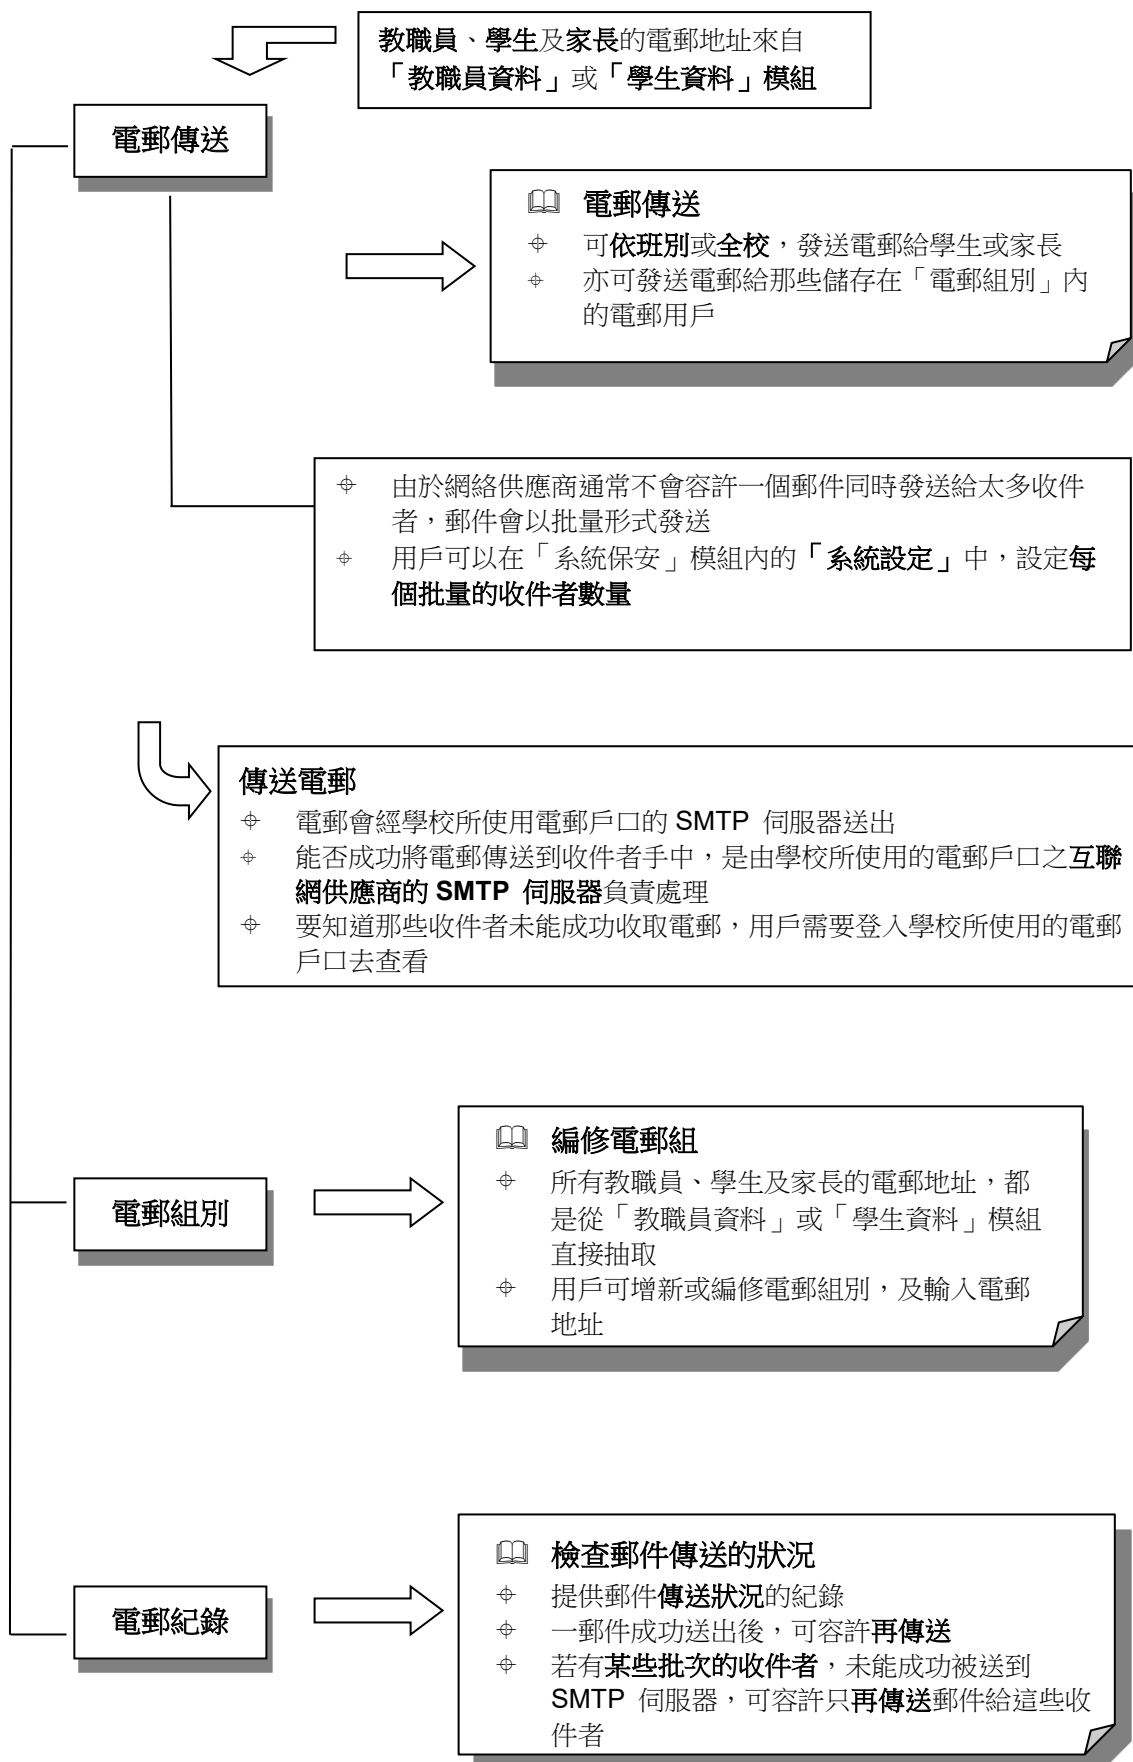 教職員、學生及家長的電郵地址來自
「教職員資料」或「學生資料」模組
電郵傳送
電郵傳送
可依班別或全校，發送電郵給學生或家長
亦可發送電郵給那些儲存在「電郵組別」內
的電郵用戶
由於網絡供應商通常不會容許一個郵件同時發送給太多收件
者，郵件會以批量形式發送
用戶可以在「系統保安」模組內的「系統設定」中，設定每
個批量的收件者數量
傳送電郵
電郵會經學校所使用電郵戶口的 SMTP 伺服器送出
能否成功將電郵傳送到收件者手中，是由學校所使用的電郵戶口之互聯
網供應商的 SMTP 伺服器負責處理
要知道那些收件者未能成功收取電郵，用戶需要登入學校所使用的電郵
戶口去查看
編修電郵組
所有教職員、學生及家長的電郵地址，都
是從「教職員資料」或「學生資料」模組
直接抽取
用戶可增新或編修電郵組別，及輸入電郵
地址
電郵組別
檢查郵件傳送的狀況
提供郵件傳送狀況的紀錄
一郵件成功送出後，可容許再傳送
若有某些批次的收件者，未能成功被送到
SMTP 伺服器，可容許只再傳送郵件給這些收
件者
電郵紀錄